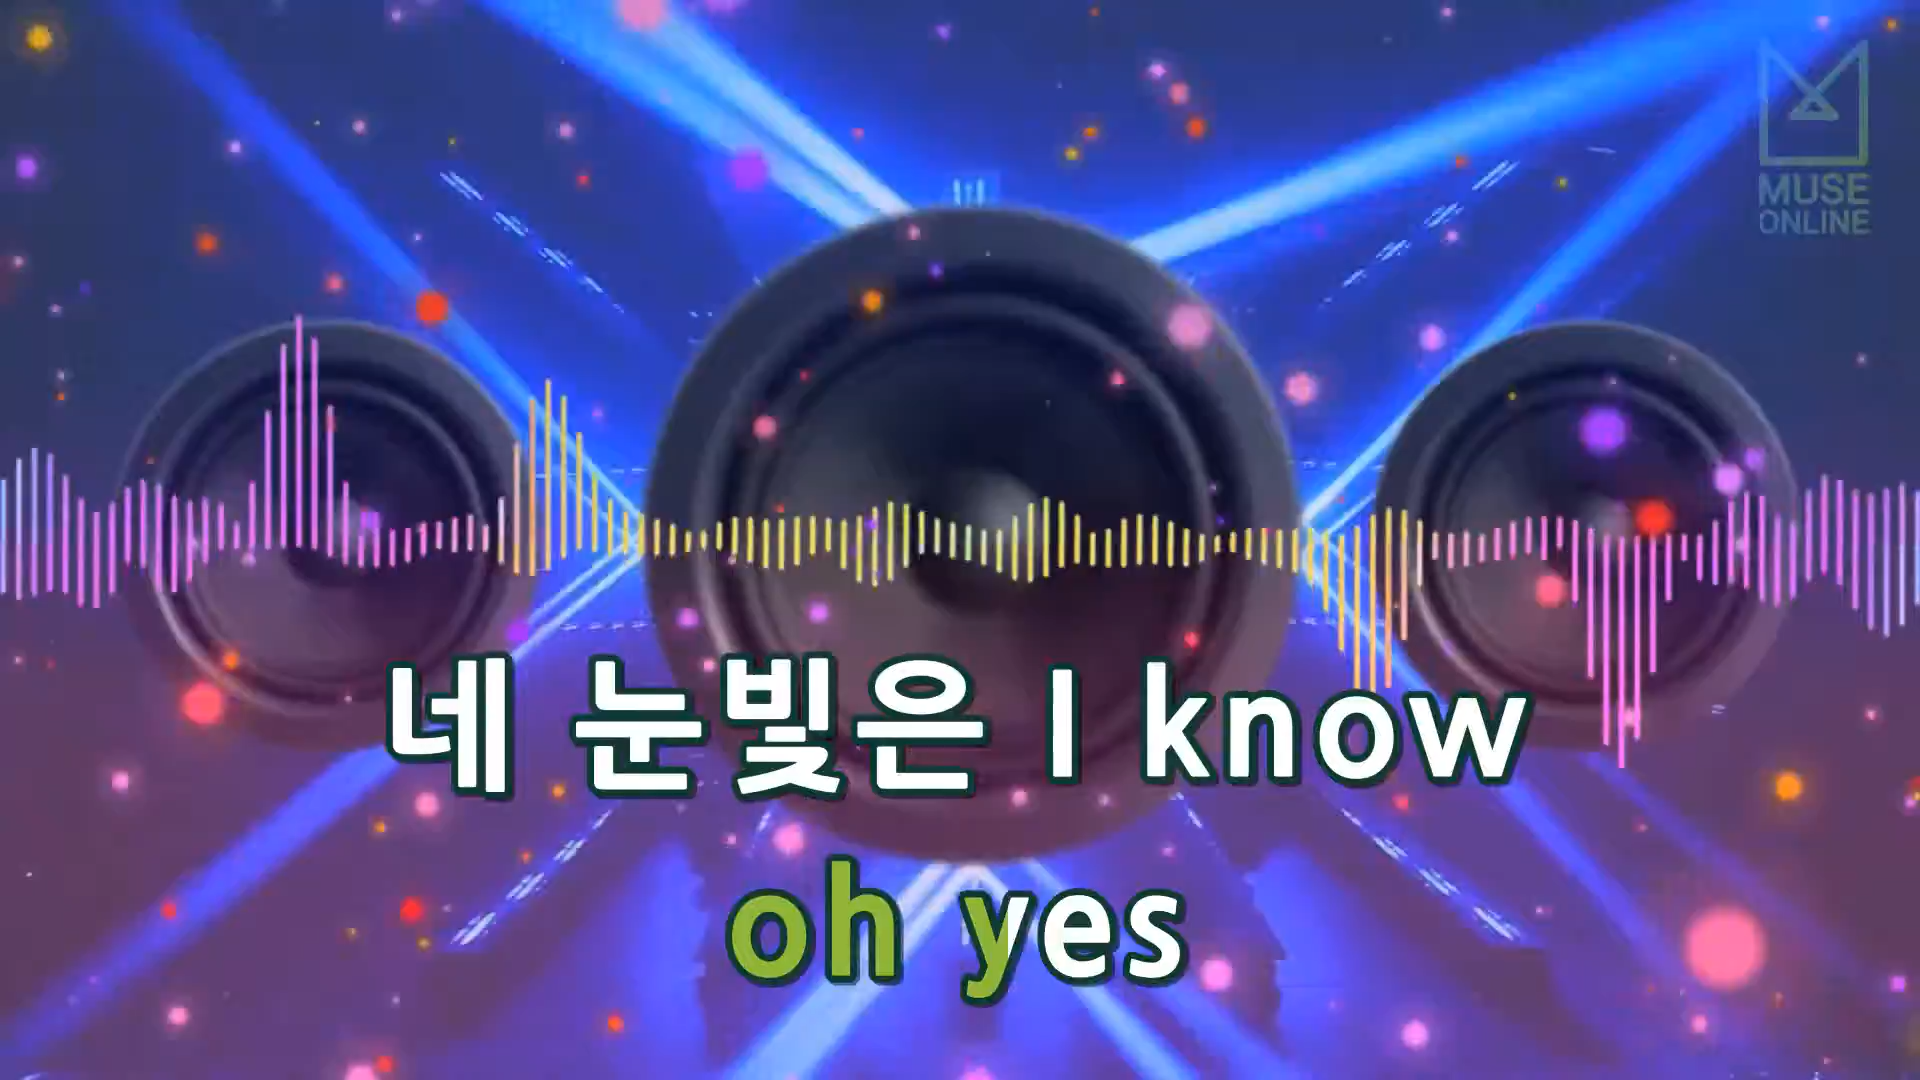 MUSE
ONLINE
네 눈빛은 I know
oh yes